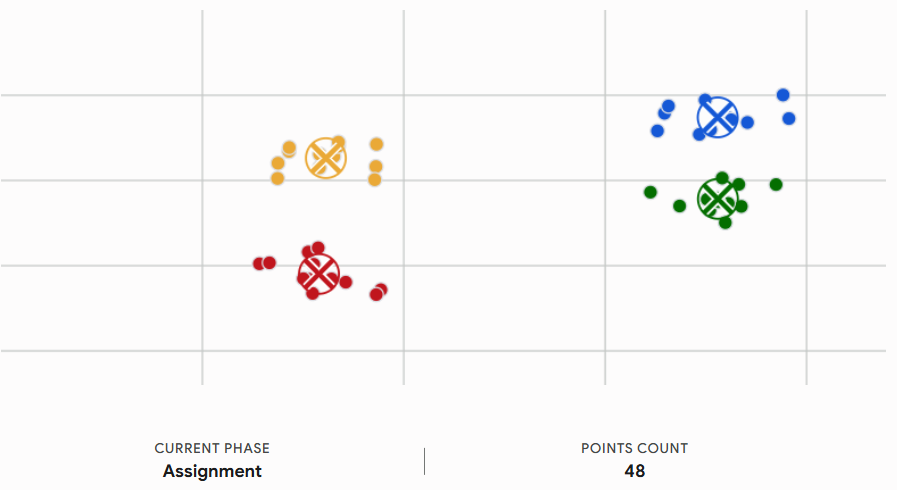 CURRENT PHASE
Assignment
POINTS COUNT
48